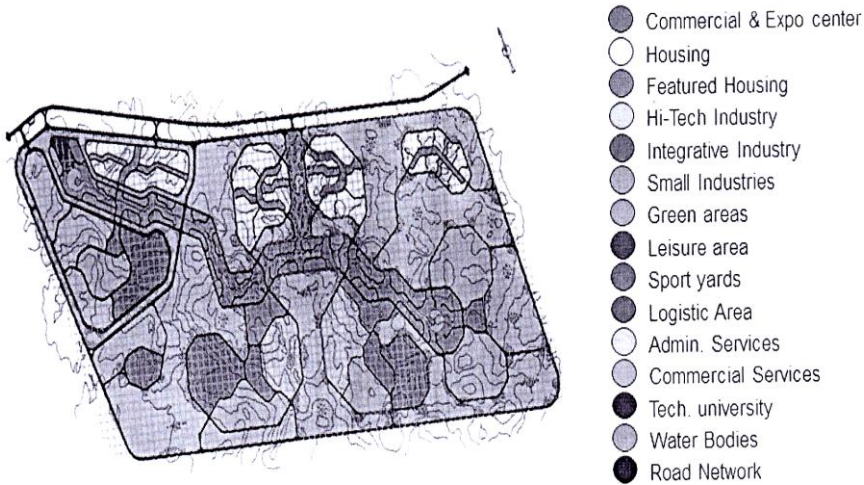 Commercial & Expo center
Housing
Featured Housing
Hi-Tech Industry
Integrative Industry
Small Industries
Green areas
Leisure area
Sport yards
Logistic Area
Admin. Services
Commercial Services
Tech. university
Water Bodies
Road Network